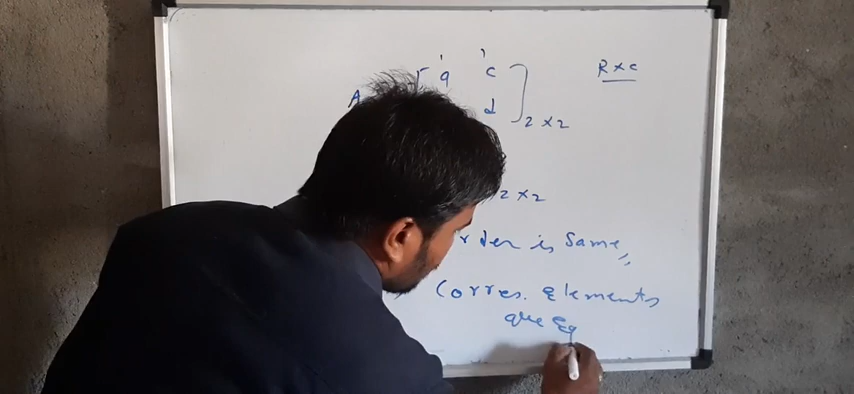 a c R x c
A d
2 x 2
2 x 2
rder is Same,,
Corres. Elements
are Eq